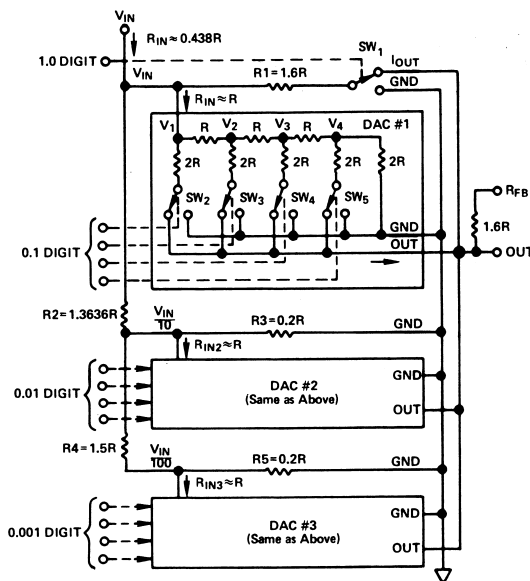 V_IN
R_IN≈0.438R
1.0 DIGIT
SW_1
I_OUT
V_IN
R1=1.6R
GND
R_IN≈R
DAC #1
V_1 R V_2 R V_3 R V_4
2R 2R 2R 2R 2R
SW_2 SW_3 SW_4 SW_5
R_FB
1.6R
GND
OUT
OUT
0.1 DIGIT
R2=1.3636R
V_IN/10
R3=0.2R
GND
R_IN2≈R
0.01 DIGIT
DAC #2
(Same as Above)
GND
OUT
R4=1.5R
V_IN/100
R5=0.2R
GND
R_IN3≈R
0.001 DIGIT
DAC #3
(Same as Above)
GND
OUT